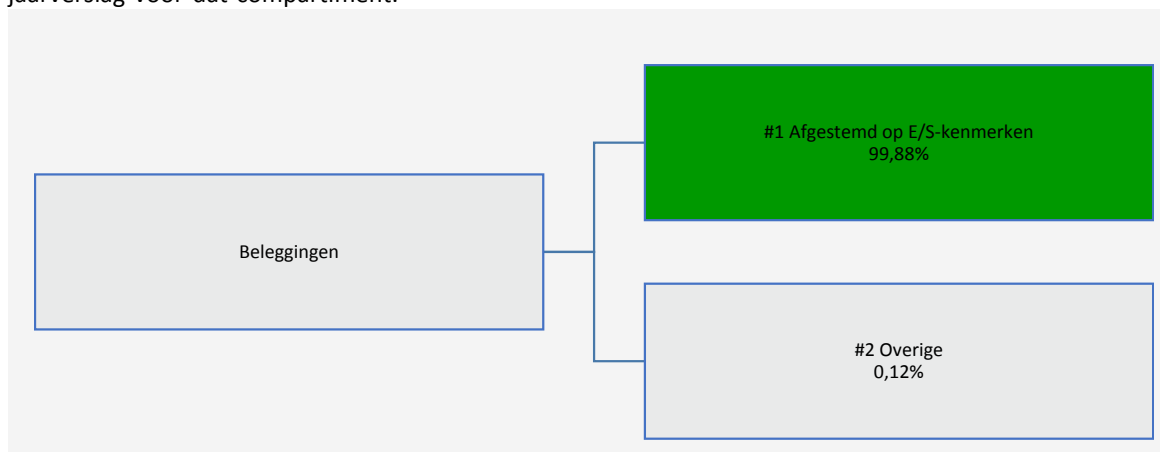 jaarverslag voor dat compartiment.
#1 Afgestemd op E/S-kenmerken
99,88%
Beleggingen
#2 Overige
0,12%